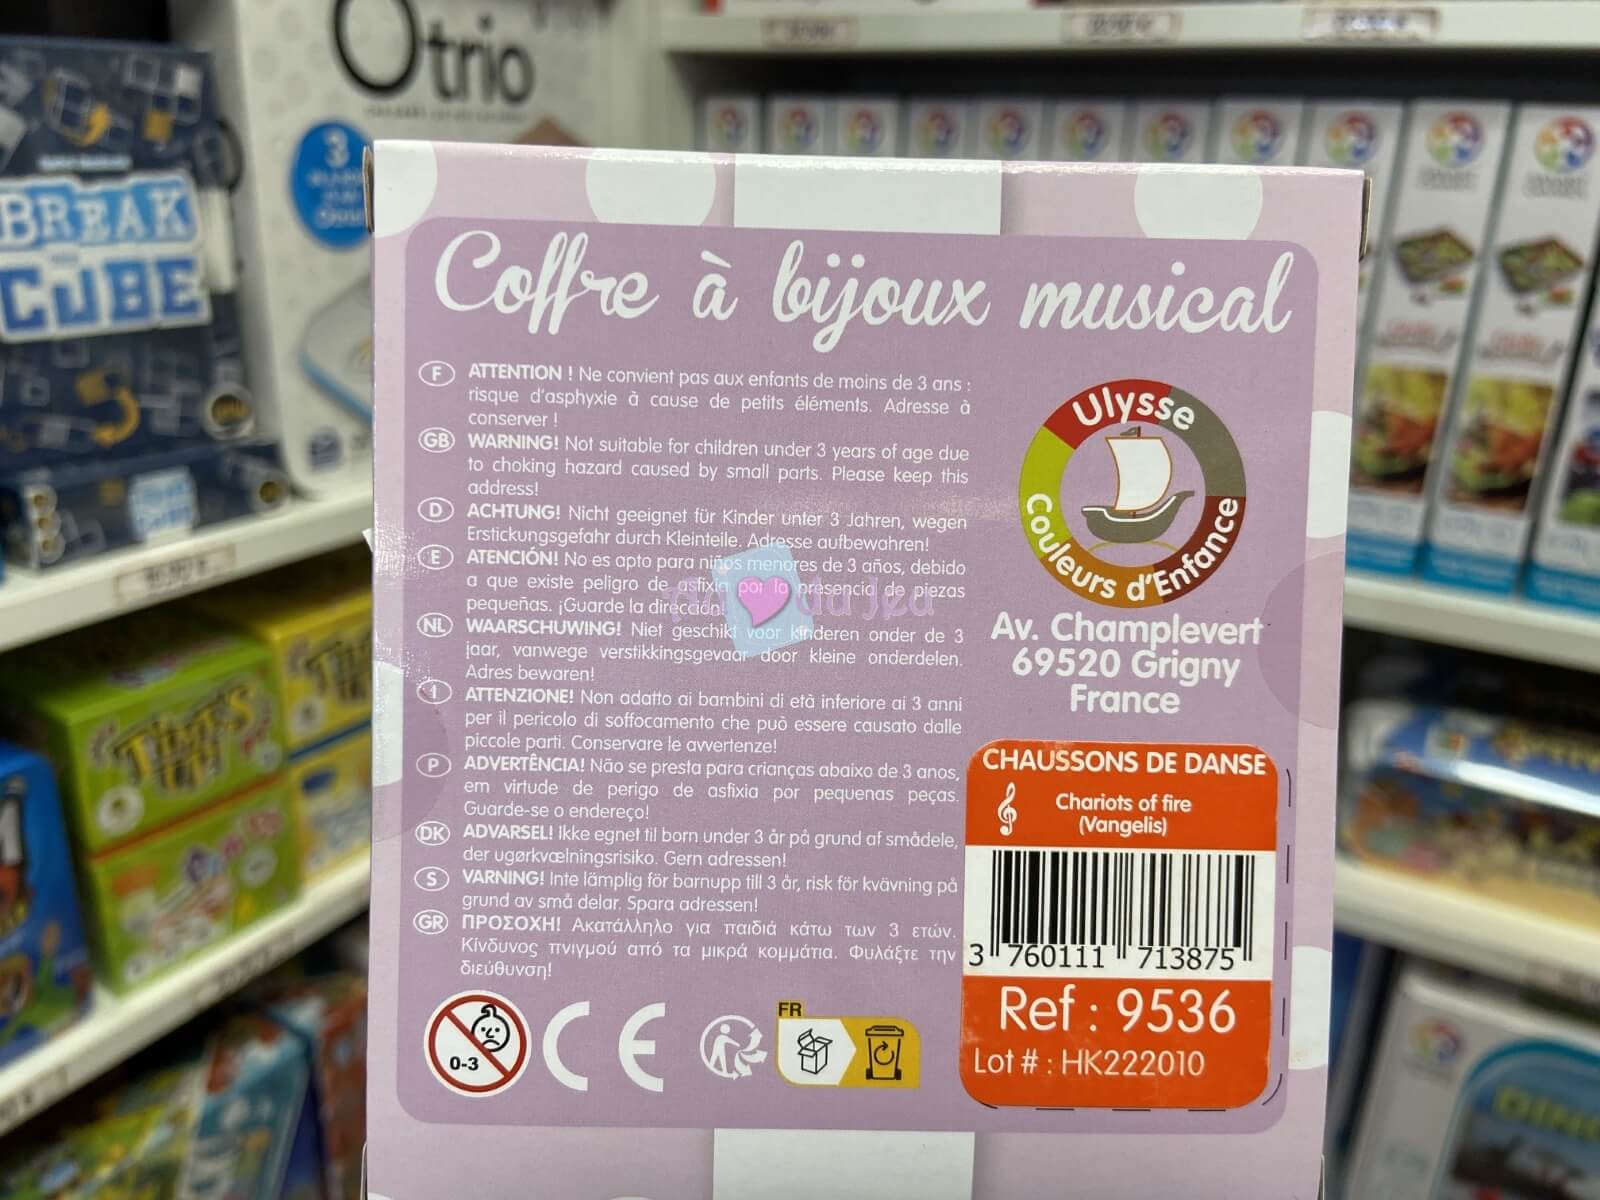 Otrio
3
BREAK
THE
CUBE
TIME'S
UP!
TIME'S
UP!
Coffre à bijoux musical
F ATTENTION ! Ne convient pas aux enfants de moins de 3 ans :
risque d'asphyxie à cause de petits éléments. Adresse à
conserver !
GB WARNING! Not suitable for children under 3 years of age due
to choking hazard caused by small parts. Please keep this
address!
D ACHTUNG! Nicht geeignet für Kinder unter 3 Jahren, wegen
Erstickungsgefahr durch Kleinteile. Adresse aufbewahren!
E ATENCIÓN! No es apto para niños menores de 3 años, debido
a que existe peligro de asfixia por la presencia de piezas
pequeñas. ¡Guarde la dirección!
NL WAARSCHUWING! Niet geschikt voor kinderen onder de 3
jaar, vanwege verstikkingsgevaar door kleine onderdelen.
Adres bewaren!
I ATTENZIONE! Non adatto ai bambini di età inferiore ai 3 anni
per il pericolo di soffocamento che può essere causato dalle
piccole parti. Conservare le avvertenze!
P ADVERTÊNCIA! Não se presta para crianças abaixo de 3 anos,
em virtude de perigo de asfixia por pequenas peças.
Guarde-se o endereço!
DK ADVARSEL! Ikke egnet til born under 3 år på grund af smådele,
der ugørkvælningsrisiko. Gern adressen!
S VARNING! Inte lämplig för barnupp till 3 år, risk för kvävning på
grund av små delar. Spara adressen!
GR ΠΡΟΣΟΧΗ! Ακατάλληλο για παιδιά κάτω των 3 ετών.
Κίνδυνος πνιγμού από τα μικρά κομμάτια. Φυλάξτε την
διεύθυνση!
0-3
CE
FR
Ulysse
Couleurs d'Enfance
Av. Champlevert
69520 Grigny
France
CHAUSSONS DE DANSE
Chariots of fire
(Vangelis)
3 760111 713875
Ref : 9536
Lot # : HK222010
du Jeu
DINO